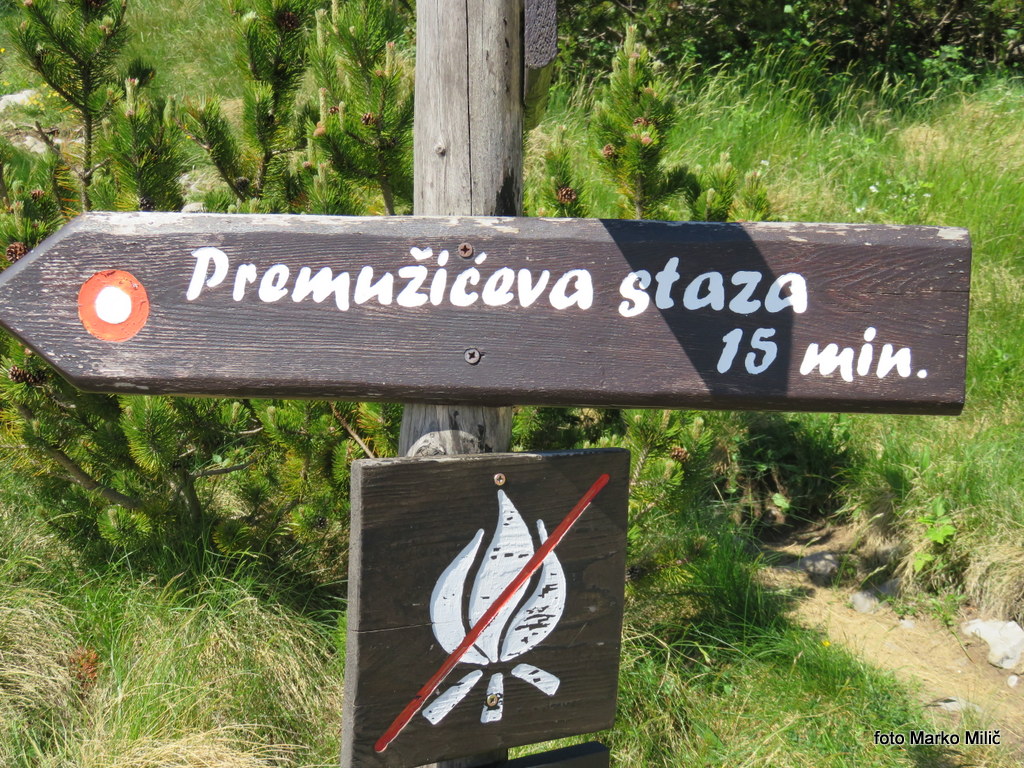 Premužićeva staza
15 min.
foto Marko Milič